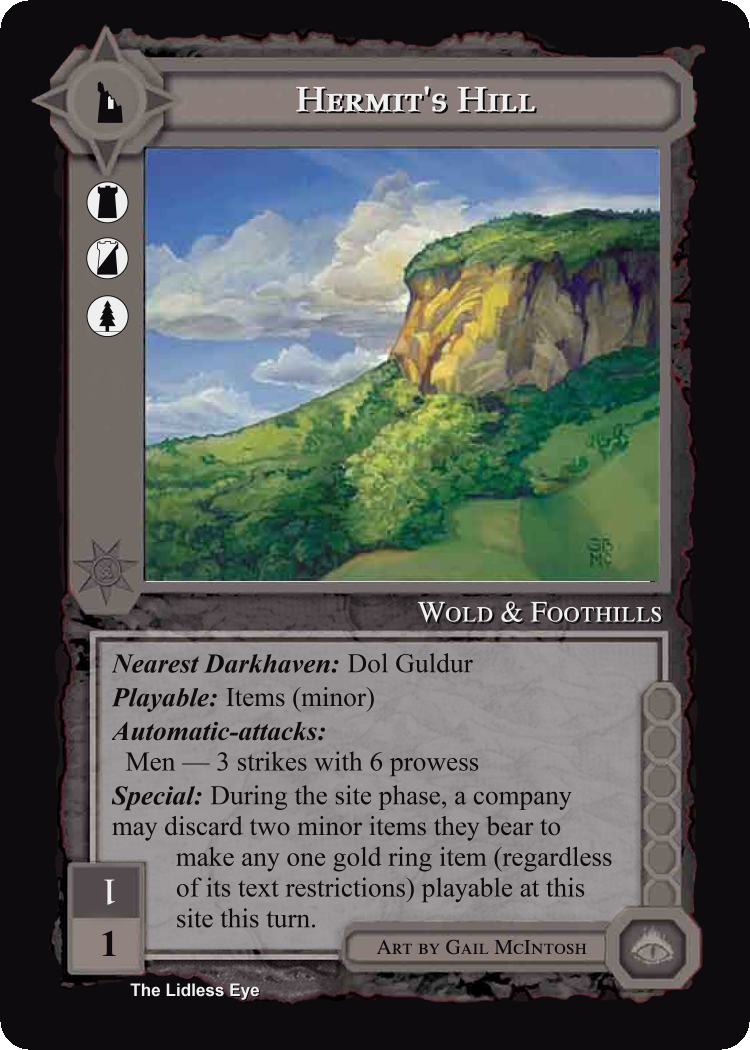 Hermit's Hill
GB
MC
Wold & Foothills
Nearest Darkhaven: Dol Guldur
Playable: Items (minor)
Automatic-attacks:
Men — 3 strikes with 6 prowess
Special: During the site phase, a company
may discard two minor items they bear to
make any one gold ring item (regardless
of its text restrictions) playable at this
site this turn.
1
1
Art by Gail McIntosh
The Lidless Eye